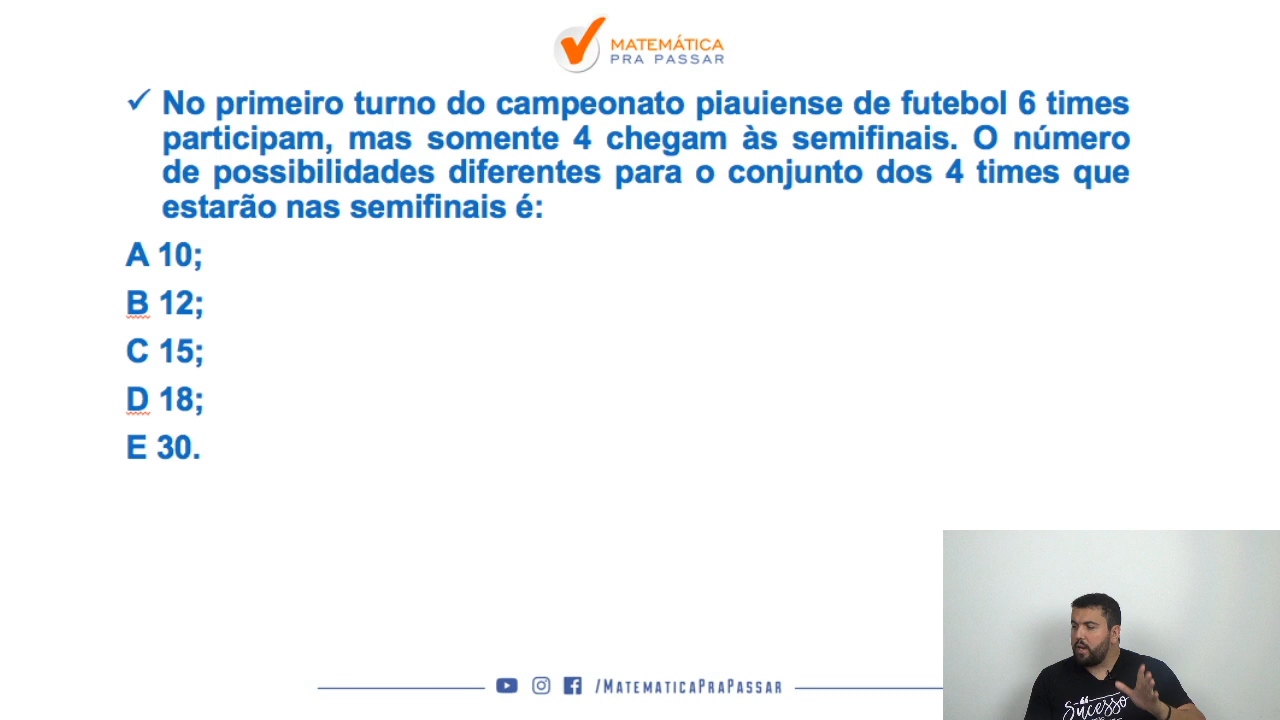 MATEMÁTICA
PRA PASSAR
✓ No primeiro turno do campeonato piauiense de futebol 6 times
participam, mas somente 4 chegam às semifinais. O número
de possibilidades diferentes para o conjunto dos 4 times que
estarão nas semifinais é:
A 10;
B 12;
C 15;
D 18;
E 30.
/MATEMATICAPRAPASSAR
Sucesso